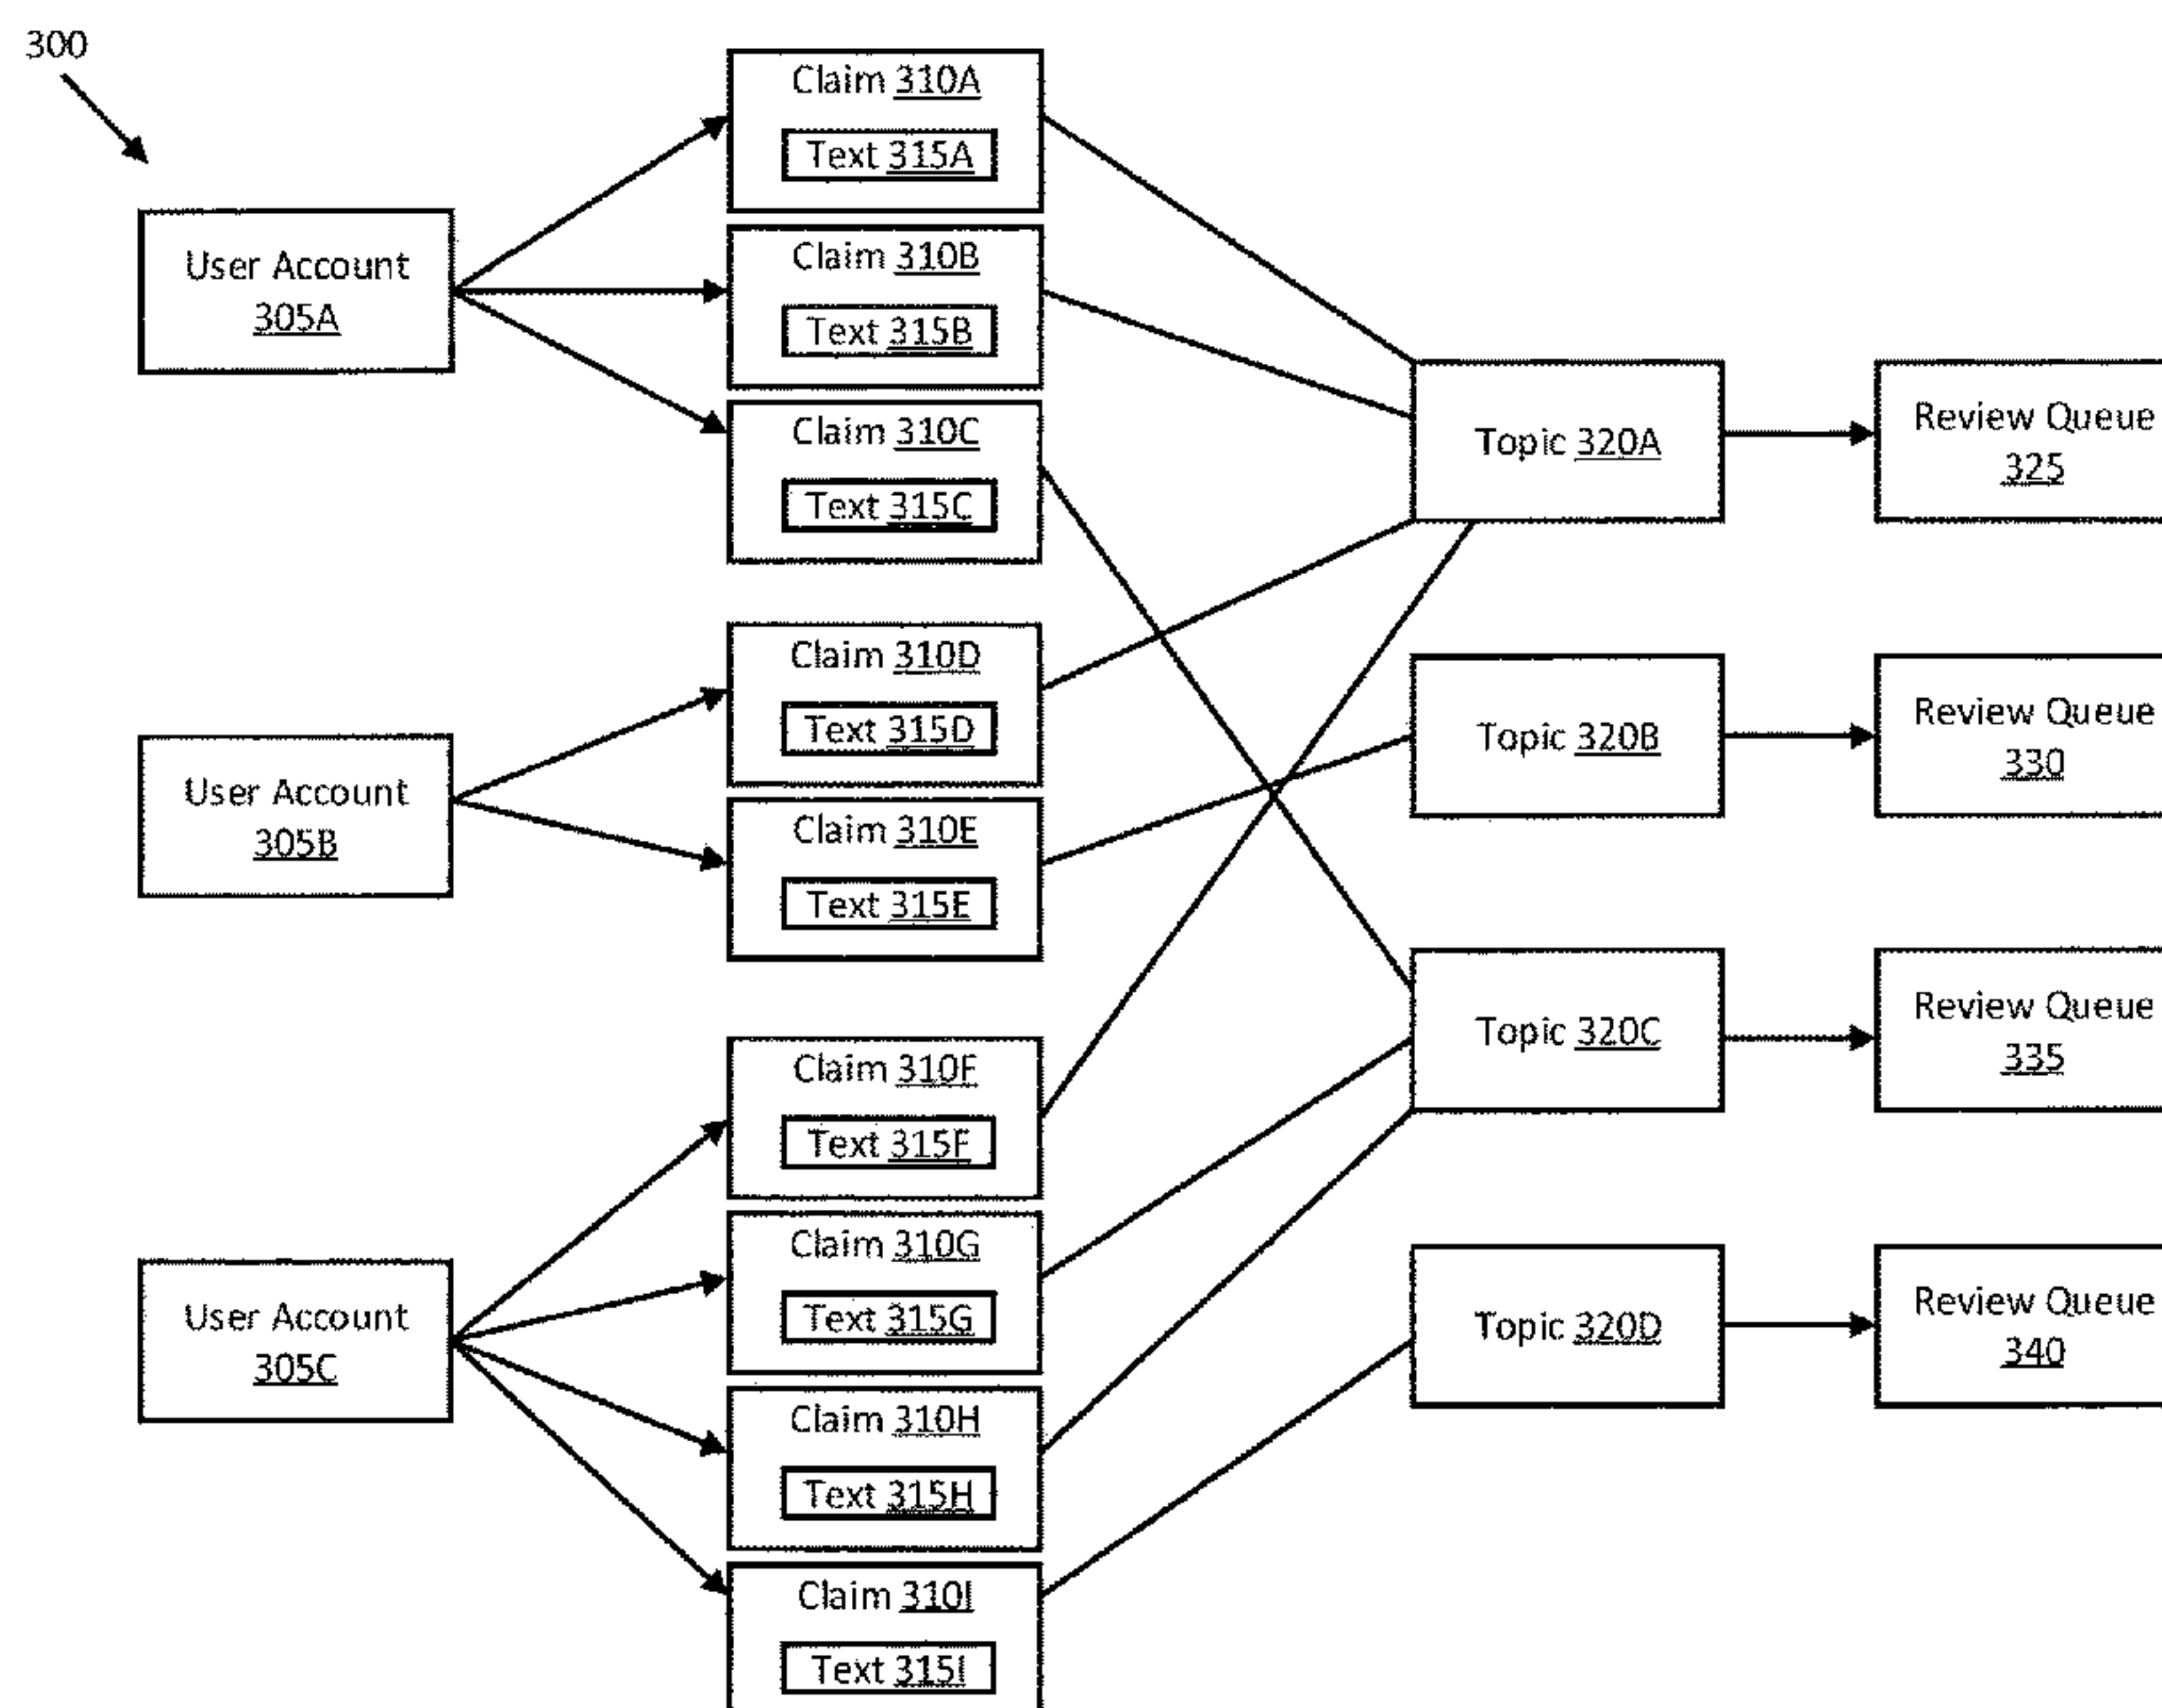 300
User Account
305A
User Account
305B
User Account
305C
Claim 310A
Text 315A
Claim 310B
Text 315B
Claim 310C
Text 315C
Claim 310D
Text 315D
Claim 310E
Text 315E
Claim 310F
Text 315F
Claim 310G
Text 315G
Claim 310H
Text 315H
Claim 310I
Text 315I
Topic 320A
Topic 320B
Topic 320C
Topic 320D
Review Queue
325
Review Queue
330
Review Queue
335
Review Queue
340